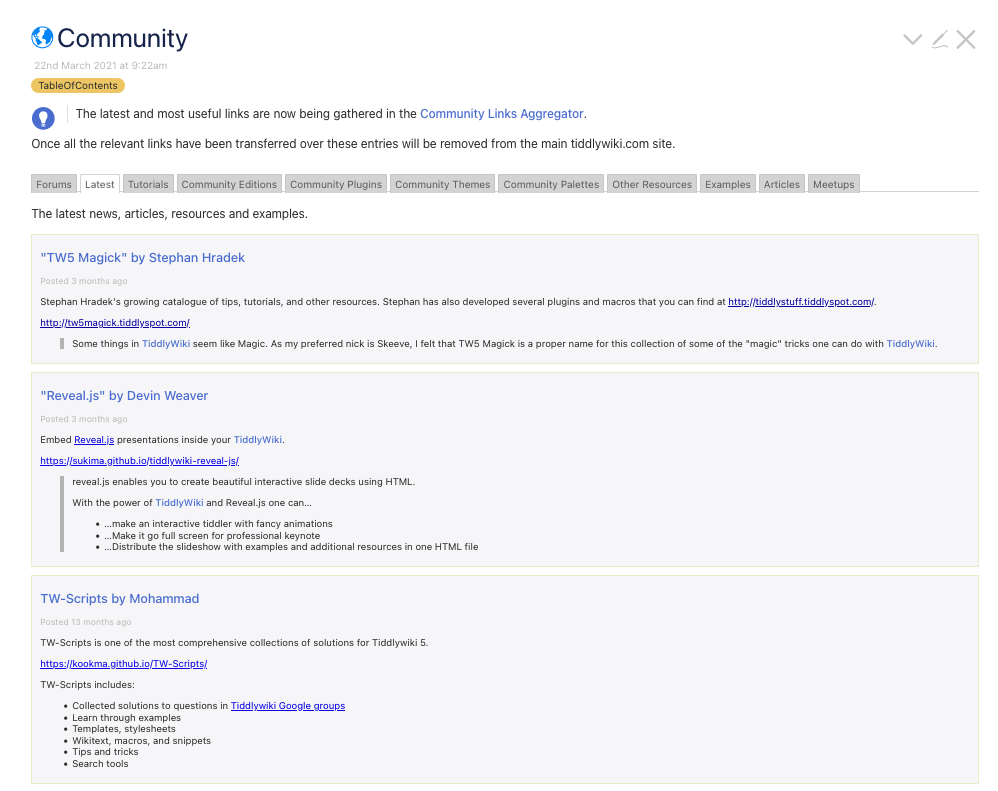 Community
22nd March 2021 at 9:22am
TableOfContents
The latest and most useful links are now being gathered in the Community Links Aggregator.
Once all the relevant links have been transferred over these entries will be removed from the main tiddlywiki.com site.
Forums Latest Tutorials Community Editions Community Plugins Community Themes Community Palettes Other Resources Examples Articles Meetups
The latest news, articles, resources and examples.
"TW5 Magick" by Stephan Hradek
Posted 3 months ago
Stephan Hradek's growing catalogue of tips, tutorials, and other resources. Stephan has also developed several plugins and macros that you can find at http://tiddlystuff.tiddlyspot.com/.
http://tw5magick.tiddlyspot.com/
Some things in TiddlyWiki seem like Magic. As my preferred nick is Skeeve, I felt that TW5 Magick is a proper name for this collection of some of the "magic" tricks one can do with TiddlyWiki.
"Reveal.js" by Devin Weaver
Posted 3 months ago
Embed Reveal.js presentations inside your TiddlyWiki.
https://sukima.github.io/tiddlywiki-reveal-js/
reveal.js enables you to create beautiful interactive slide decks using HTML.
With the power of TiddlyWiki and Reveal.js one can…
• …make an interactive tiddler with fancy animations
• …Make it go full screen for professional keynote
• …Distribute the slideshow with examples and additional resources in one HTML file
TW-Scripts by Mohammad
Posted 13 months ago
TW-Scripts is one of the most comprehensive collections of solutions for Tiddlywiki 5.
https://kookma.github.io/TW-Scripts/
TW-Scripts includes:
• Collected solutions to questions in Tiddlywiki Google groups
• Learn through examples
• Templates, stylesheets
• Wikitext, macros, and snippets
• Tips and tricks
• Search tools